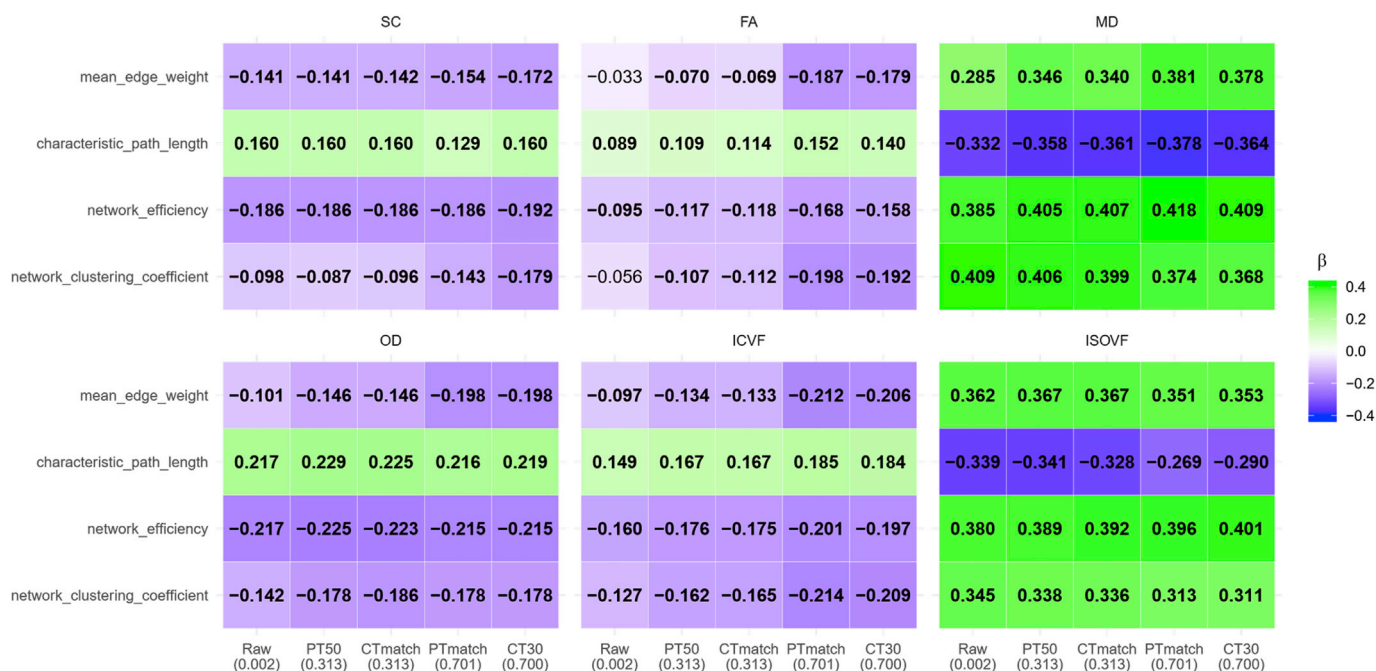 SC FA MD
mean_edge_weight −0.141 −0.141 −0.142 −0.154 −0.172 −0.033 −0.070 −0.069 −0.187 −0.179 0.285 0.346 0.340 0.381 0.378
characteristic_path_length 0.160 0.160 0.160 0.129 0.160 0.089 0.109 0.114 0.152 0.140 −0.332 −0.358 −0.361 −0.378 −0.364
network_efficiency −0.186 −0.186 −0.186 −0.186 −0.192 −0.095 −0.117 −0.118 −0.168 −0.158 0.385 0.405 0.407 0.418 0.409
network_clustering_coefficient −0.098 −0.087 −0.096 −0.143 −0.179 −0.056 −0.107 −0.112 −0.198 −0.192 0.409 0.406 0.399 0.374 0.368
OD ICVF ISOVF
mean_edge_weight −0.101 −0.146 −0.146 −0.198 −0.198 −0.097 −0.134 −0.133 −0.212 −0.206 0.362 0.367 0.367 0.351 0.353
characteristic_path_length 0.217 0.229 0.225 0.216 0.219 0.149 0.167 0.167 0.185 0.184 −0.339 −0.341 −0.328 −0.269 −0.290
network_efficiency −0.217 −0.225 −0.223 −0.215 −0.215 −0.160 −0.176 −0.175 −0.201 −0.197 0.380 0.389 0.392 0.396 0.401
network_clustering_coefficient −0.142 −0.178 −0.186 −0.178 −0.178 −0.127 −0.162 −0.165 −0.214 −0.209 0.345 0.338 0.336 0.313 0.311
Raw PT50 CTmatch PTmatch CT30 Raw PT50 CTmatch PTmatch CT30 Raw PT50 CTmatch PTmatch CT30
(0.002) (0.313) (0.313) (0.701) (0.700) (0.002) (0.313) (0.313) (0.701) (0.700) (0.002) (0.313) (0.313) (0.701) (0.700)
β
0.4
0.2
0.0
−0.2
−0.4